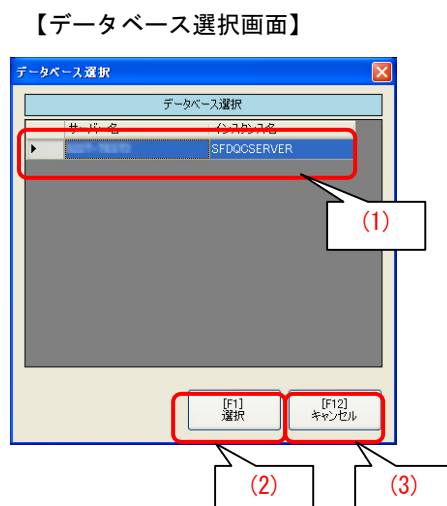 【データベース選択画面】
データベース選択
データベース選択
サーバー名 インスタンス名
SFDQCSERVER
(1)
[F1] [F12]
選択 キャンセル
(2) (3)